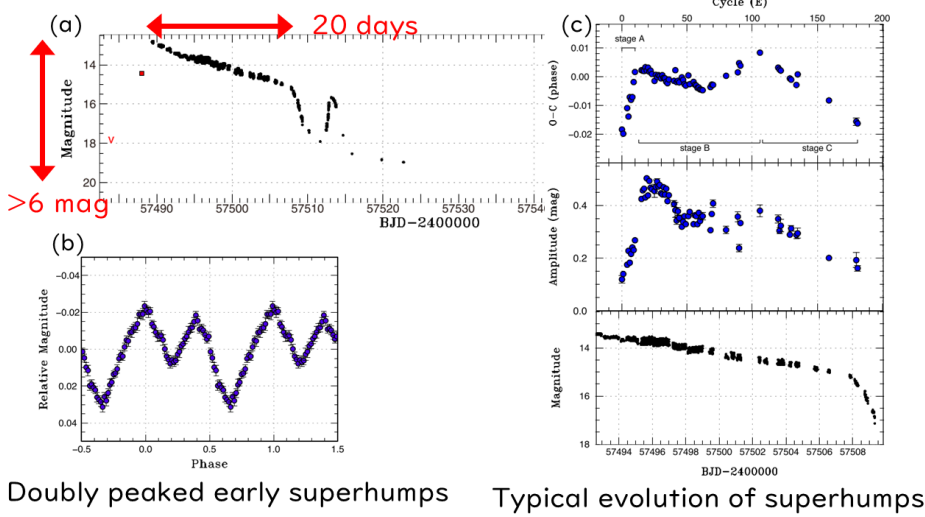 (a)
20 days
Magnitude
14
16
18
20
v
>6 mag
57490
57500
57510
57520
57530
5754
BJD-2400000
(b)
Relative Magnitude
-0.04
-0.02
0.00
0.02
0.04
-0.5
0.0
0.5
1.0
1.5
Phase
Doubly peaked early superhumps
(c)
Cycle (E)
0
50
100
150
200
stage A
0.01
0.00
-0.01
-0.02
O-C (phase)
stage B
stage C
Amplitude (mag)
0.4
0.2
0.0
Magnitude
14
16
18
57494
57496
57498
57500
57502
57504
57506
57508
BJD-2400000
Typical evolution of superhumps